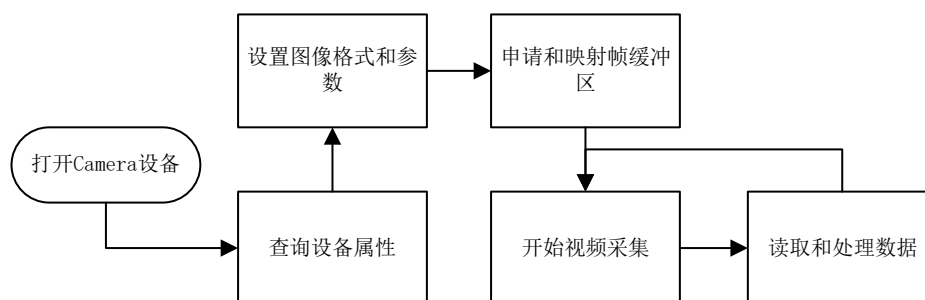 设置图像格式和参
数
申请和映射帧缓冲
区
打开Camera设备
查询设备属性
开始视频采集
读取和处理数据